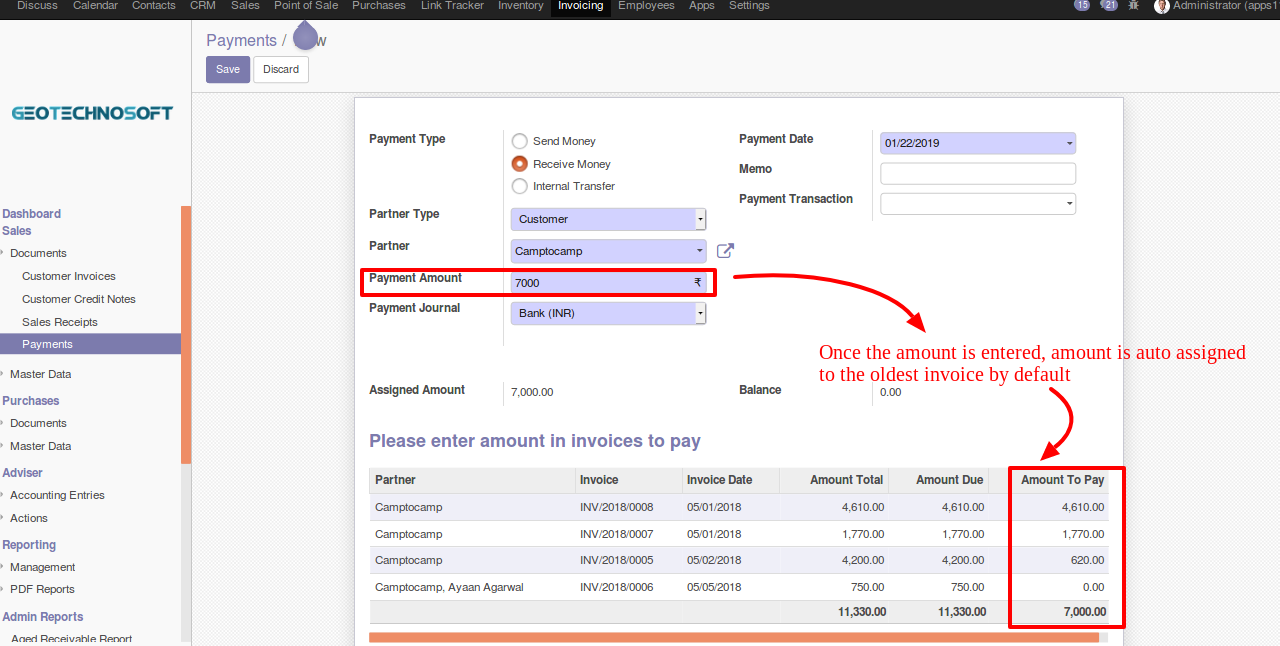 Discuss Calendar Contacts CRM Sales Point of Sale Purchases Link Tracker Inventory Invoicing Employees Apps Settings 15 21 Administrator (apps1
Payments /
Save Discard
GEOTECHNOSOFT
Dashboard
Sales
Documents
Customer Invoices
Customer Credit Notes
Sales Receipts
Payments
Master Data
Purchases
Documents
Master Data
Adviser
Accounting Entries
Actions
Reporting
Management
PDF Reports
Admin Reports
Aged Receivable Report
Payment Type
Send Money
Receive Money
Internal Transfer
Partner Type Customer
Partner Camptocamp
Payment Amount 7000 ₹
Payment Journal Bank (INR)
Payment Date 01/22/2019
Memo
Payment Transaction
Once the amount is entered, amount is auto assigned
to the oldest invoice by default
Assigned Amount 7,000.00 Balance 0.00
Please enter amount in invoices to pay
Partner Invoice Invoice Date Amount Total Amount Due Amount To Pay
Camptocamp INV/2018/0008 05/01/2018 4,610.00 4,610.00 4,610.00
Camptocamp INV/2018/0007 05/01/2018 1,770.00 1,770.00 1,770.00
Camptocamp INV/2018/0005 05/02/2018 4,200.00 4,200.00 620.00
Camptocamp, Ayaan Agarwal INV/2018/0006 05/05/2018 750.00 750.00 0.00
11,330.00 11,330.00 7,000.00